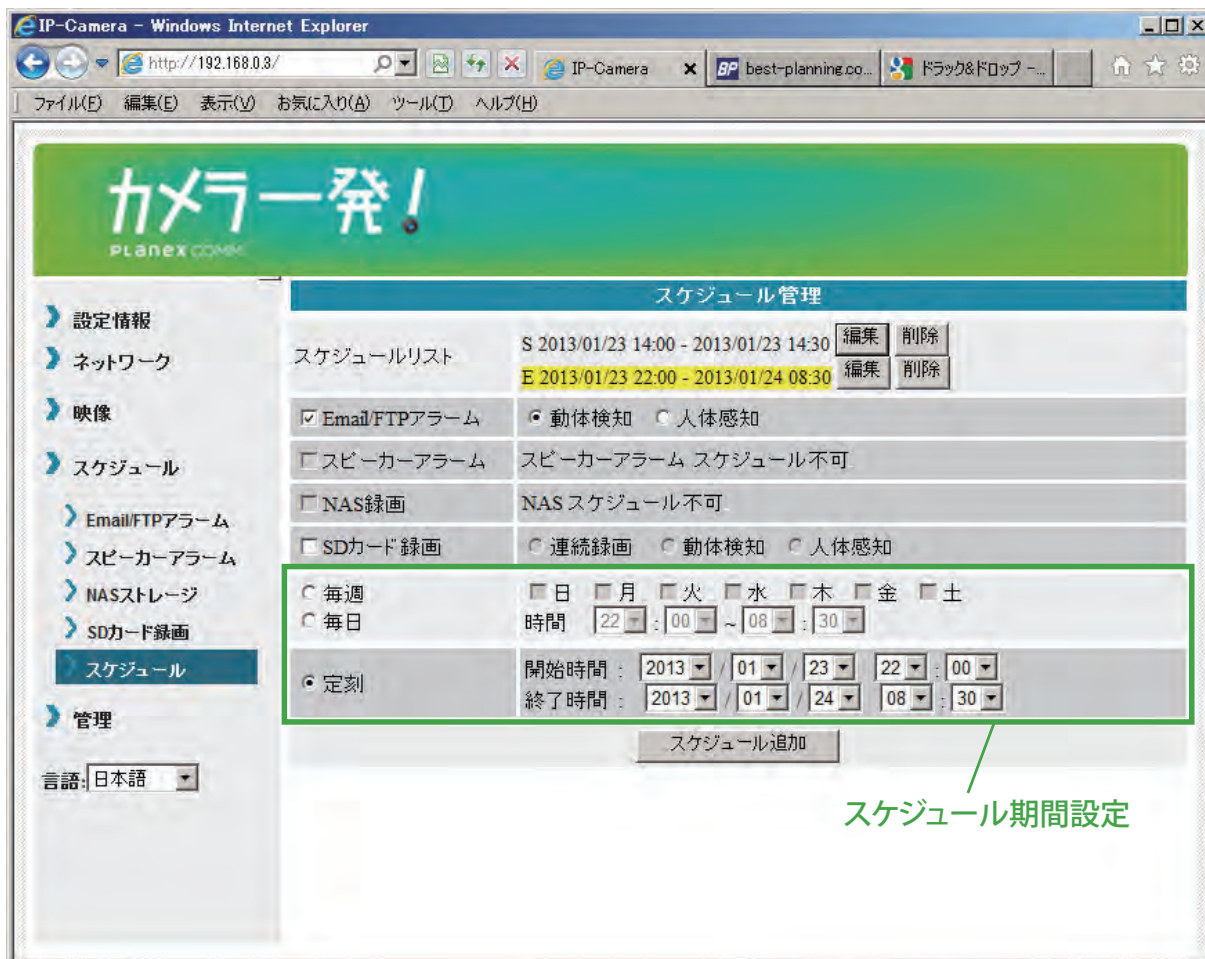 IP-Camera - Windows Internet Explorer
http://192.168.0.8/
IP-Camera
BP best-planning.co...
ドラック&ドロップ -...
ファイル(F) 編集(E) 表示(V) お気に入り(A) ツール(T) ヘルプ(H)
カメラ一発!
PLANEX COMM
設定情報
ネットワーク
映像
スケジュール
Email/FTPアラーム
スピーカーアラーム
NASストレージ
SDカード録画
スケジュール
管理
言語: 日本語
スケジュール管理
スケジュールリスト
S 2013/01/23 14:00 - 2013/01/23 14:30 編集 削除
E 2013/01/23 22:00 - 2013/01/24 08:30 編集 削除
Email/FTPアラーム 動体検知 人体感知
スピーカーアラーム スピーカーアラーム スケジュール不可
NAS録画 NAS スケジュール不可
SDカード録画 連続録画 動体検知 人体感知
毎週 日 月 火 水 木 金 土
毎日 時間 22 : 00 ~ 08 : 30
定刻
開始時間 : 2013 / 01 / 23 22 : 00
終了時間 : 2013 / 01 / 24 08 : 30
スケジュール追加
スケジュール期間設定